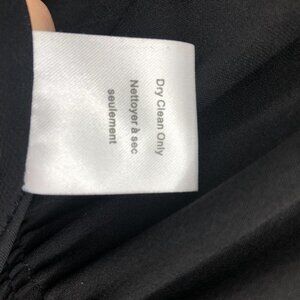 Dry Clean Only
Nettoyer à sec
seulement